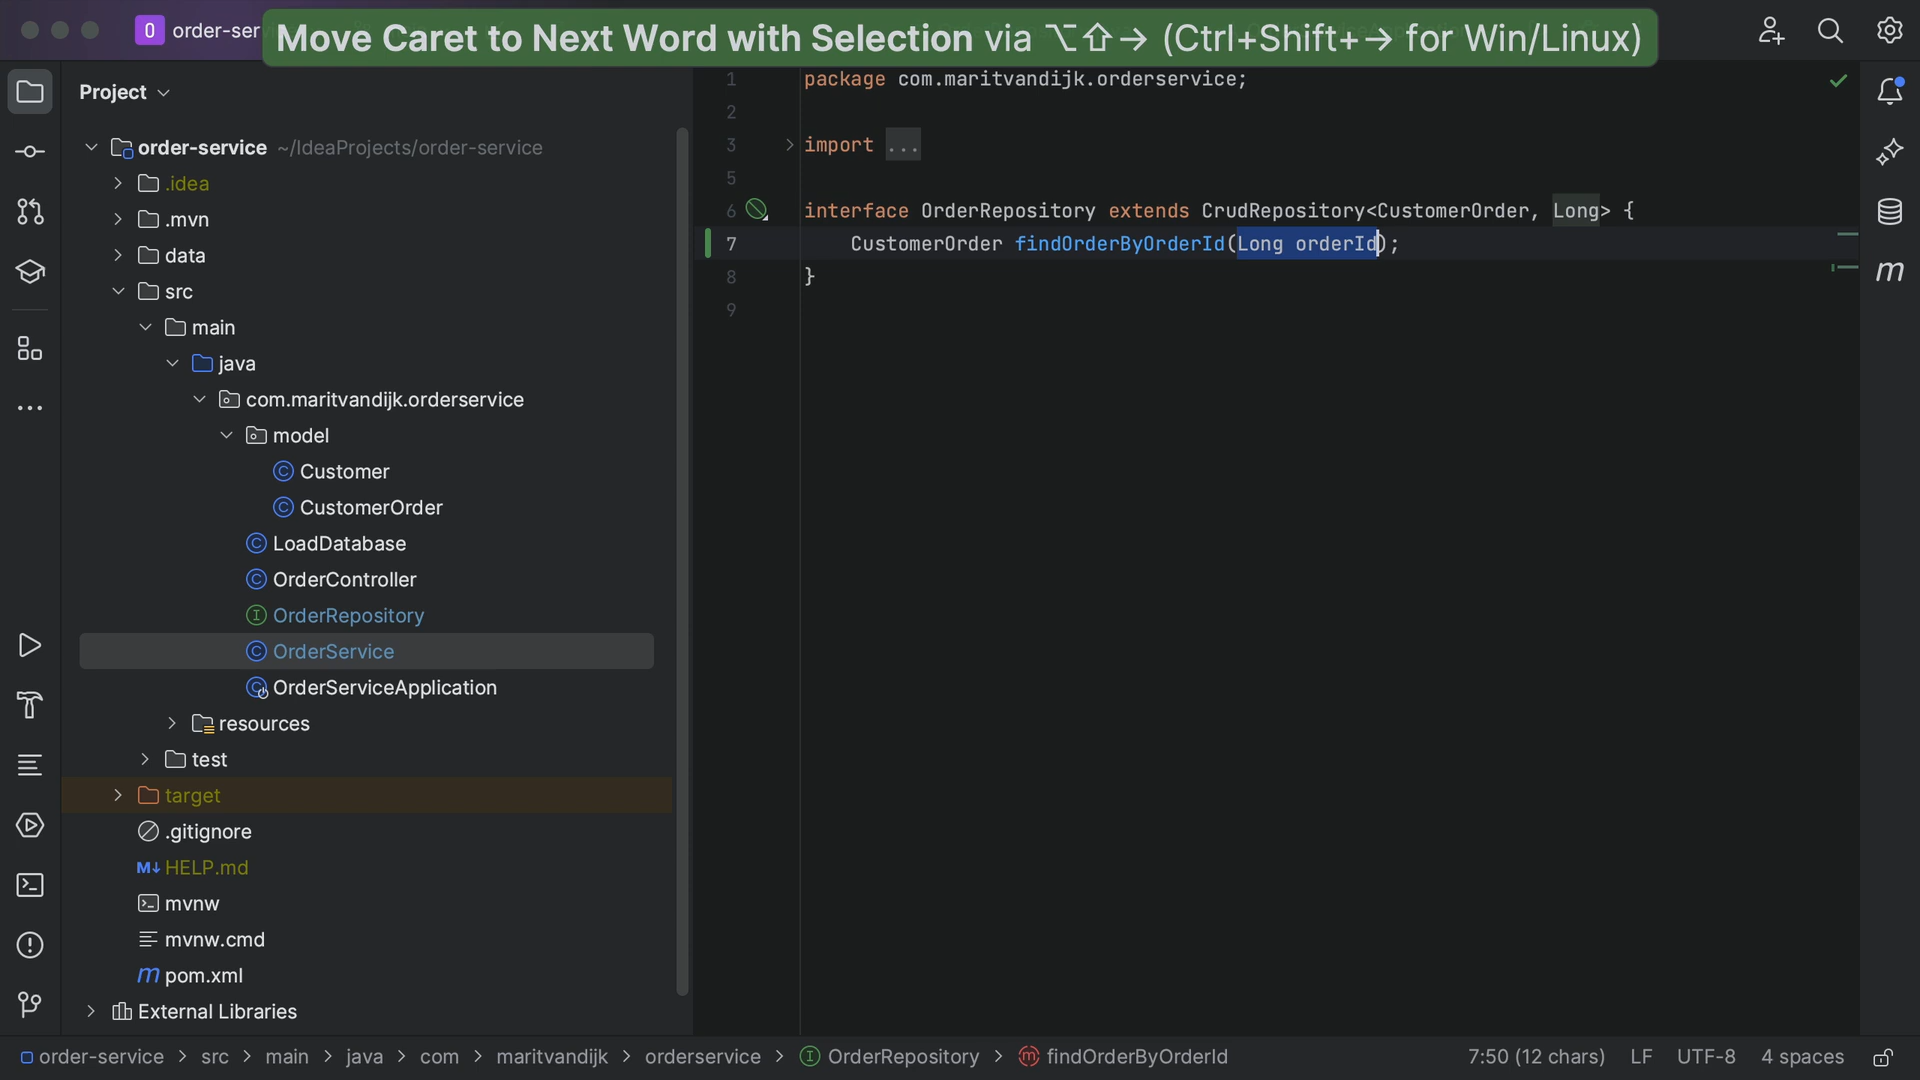 order-ser
Move Caret to Next Word with Selection via ⌥⇧→ (Ctrl+Shift+→ for Win/Linux)
Project
order-service ~/IdeaProjects/order-service
.idea
.mvn
data
src
main
java
com.maritvandijk.orderservice
model
Customer
CustomerOrder
LoadDatabase
OrderController
OrderRepository
OrderService
OrderServiceApplication
resources
test
target
.gitignore
HELP.md
mvnw
mvnw.cmd
pom.xml
External Libraries
1 package com.maritvandijk.orderservice;
2
3 import ...
5
6 interface OrderRepository extends CrudRepository<CustomerOrder, Long> {
7 CustomerOrder findOrderByOrderId(Long orderId);
8 }
9
order-service > src > main > java > com > maritvandijk > orderservice > OrderRepository > findOrderByOrderId
7:50 (12 chars) LF UTF-8 4 spaces